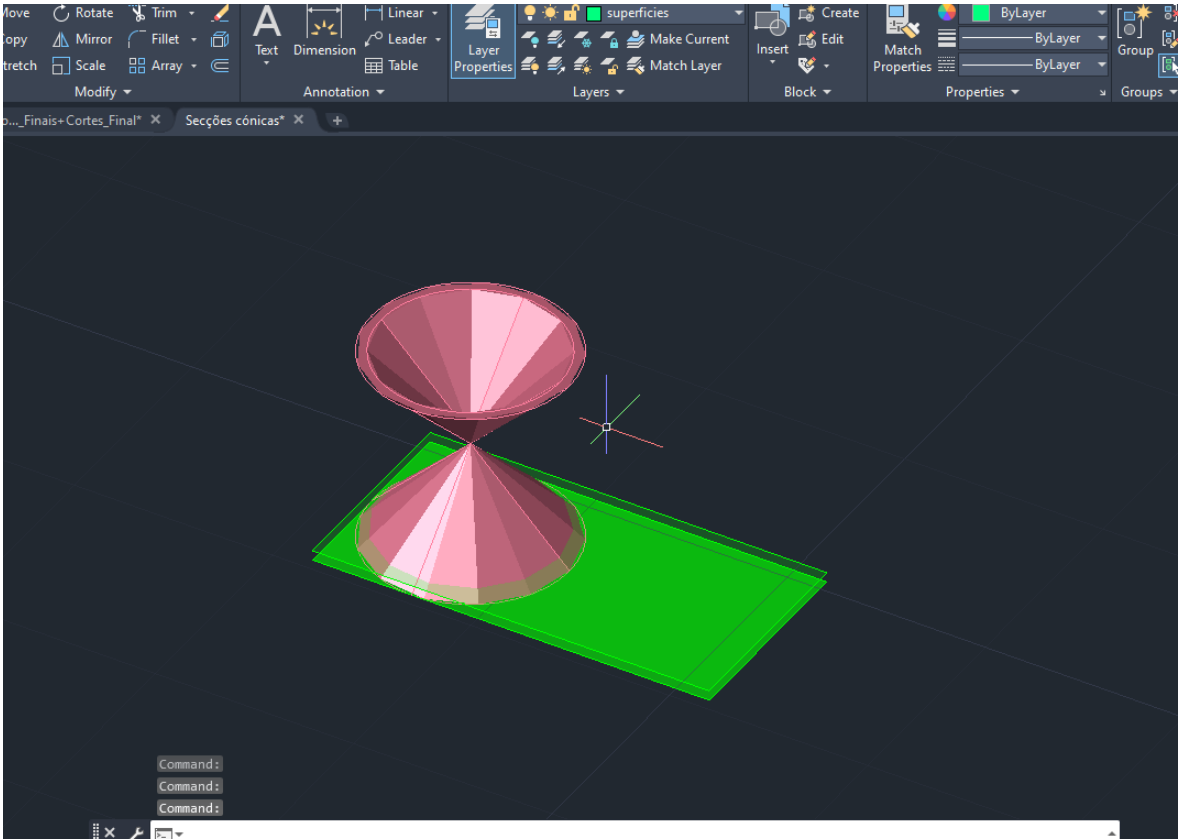 Move Rotate Trim
opy Mirror Fillet
tretch Scale Array
Modify
Text Dimension
Linear
Leader
Table
Annotation
Layer Properties
superficies
Make Current
Match Layer
Layers
Insert
Create
Edit
Block
Match Properties
ByLayer
ByLayer
ByLayer
Properties
Group
Groups
o..._Finais+Cortes_Final* Secções cónicas*
Command:
Command:
Command: